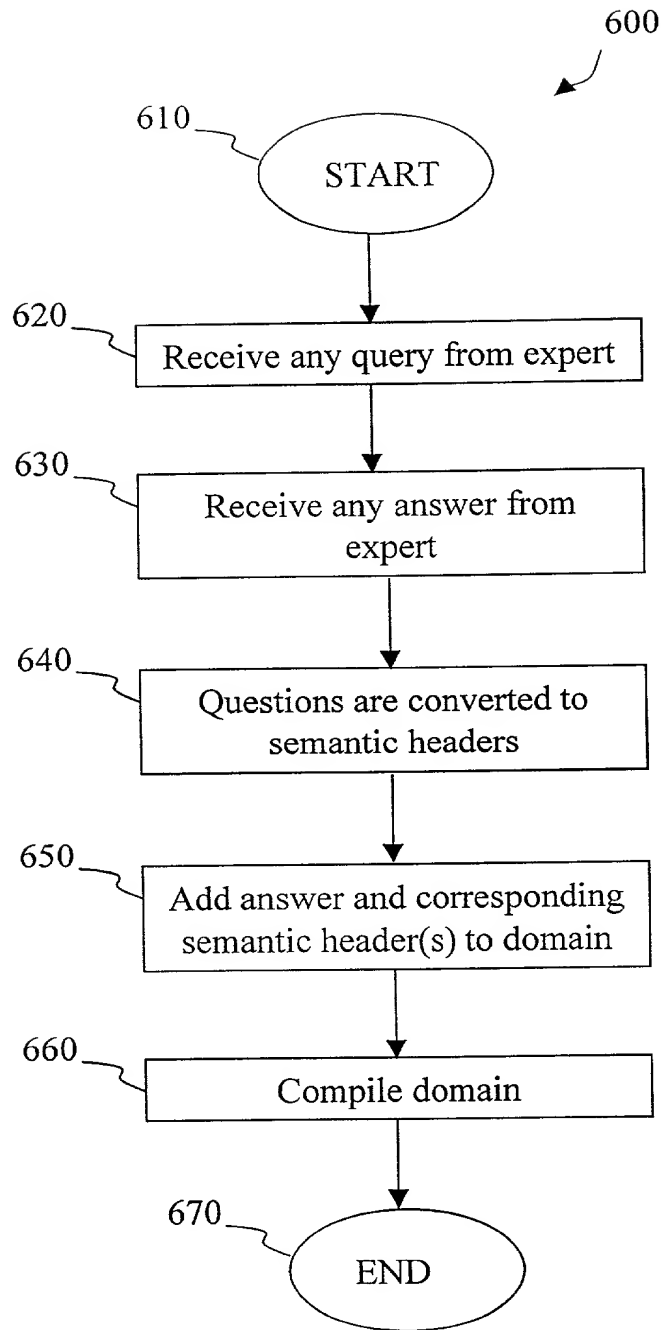 600
610
START
620
Receive any query from expert
630
Receive any answer from
expert
640
Questions are converted to
semantic headers
650
Add answer and corresponding
semantic header(s) to domain
660
Compile domain
670
END